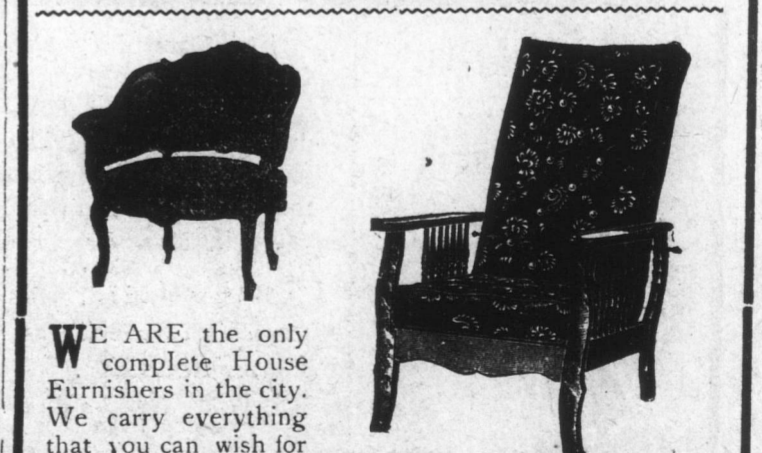 WE ARE the only
complete House
Furnishers in the city.
We carry everything
that you can wish for